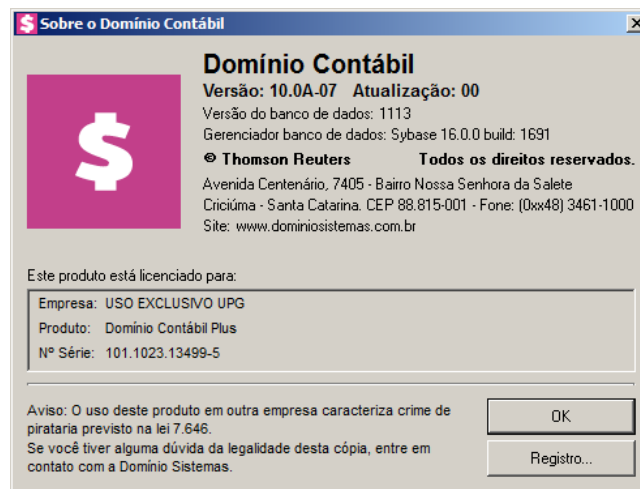 Sobre o Domínio Contábil
Domínio Contábil
Versão: 10.0A-07 Atualização: 00
Versão do banco de dados: 1113
Gerenciador banco de dados: Sybase 16.0.0 build: 1691
© Thomson Reuters Todos os direitos reservados.
Avenida Centenário, 7405 - Bairro Nossa Senhora da Salete
Criciúma - Santa Catarina. CEP 88.815-001 - Fone: (0xx48) 3461-1000
Site: www.dominiosistemas.com.br
Este produto está licenciado para:
Empresa: USO EXCLUSIVO UPG
Produto: Domínio Contábil Plus
Nº Série: 101.1023.13499-5
Aviso: O uso deste produto em outra empresa caracteriza crime de
pirataria previsto na lei 7.646.
Se você tiver alguma dúvida da legalidade desta cópia, entre em
contato com a Domínio Sistemas.
OK
Registro...